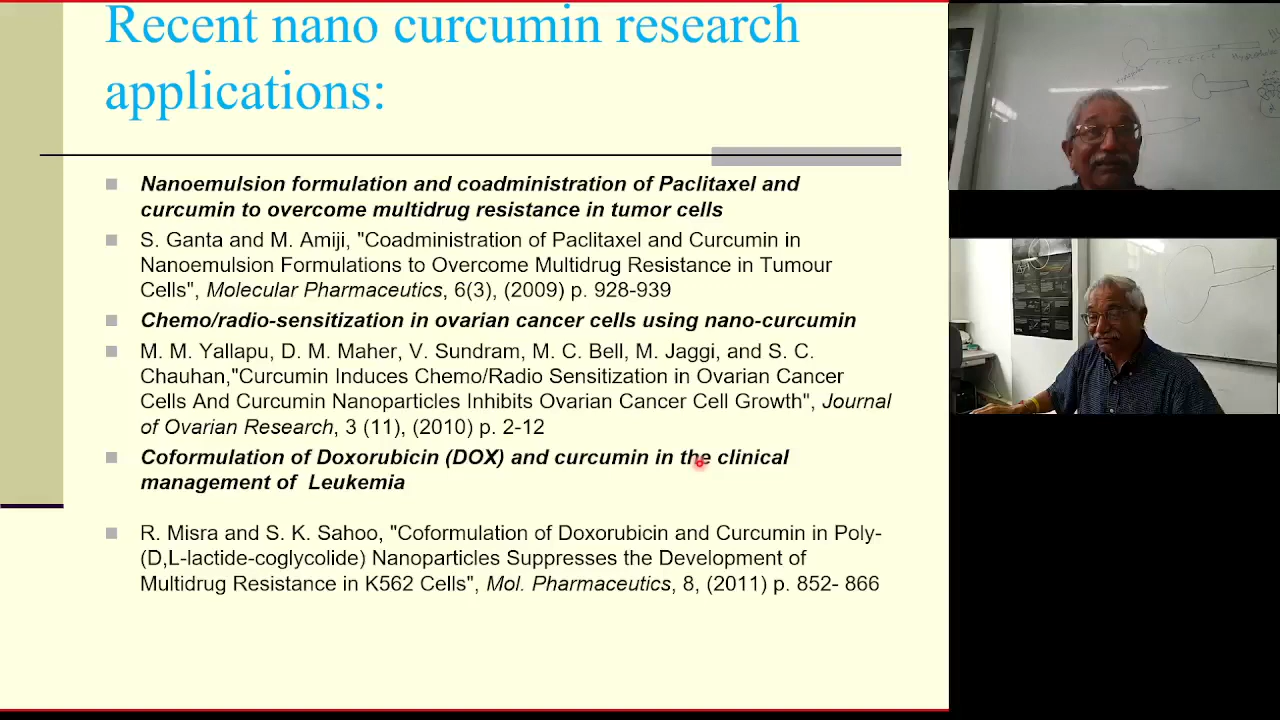 Recent nano curcumin research
applications:
Nanoemulsion formulation and coadministration of Paclitaxel and
curcumin to overcome multidrug resistance in tumor cells
S. Ganta and M. Amiji, "Coadministration of Paclitaxel and Curcumin in
Nanoemulsion Formulations to Overcome Multidrug Resistance in Tumour
Cells", Molecular Pharmaceutics, 6(3), (2009) p. 928-939
Chemo/radio-sensitization in ovarian cancer cells using nano-curcumin
M. M. Yallapu, D. M. Maher, V. Sundram, M. C. Bell, M. Jaggi, and S. C.
Chauhan,"Curcumin Induces Chemo/Radio Sensitization in Ovarian Cancer
Cells And Curcumin Nanoparticles Inhibits Ovarian Cancer Cell Growth", Journal
of Ovarian Research, 3 (11), (2010) p. 2-12
Coformulation of Doxorubicin (DOX) and curcumin in the clinical
management of Leukemia
R. Misra and S. K. Sahoo, "Coformulation of Doxorubicin and Curcumin in Poly-
(D,L-lactide-coglycolide) Nanoparticles Suppresses the Development of
Multidrug Resistance in K562 Cells", Mol. Pharmaceutics, 8, (2011) p. 852- 866